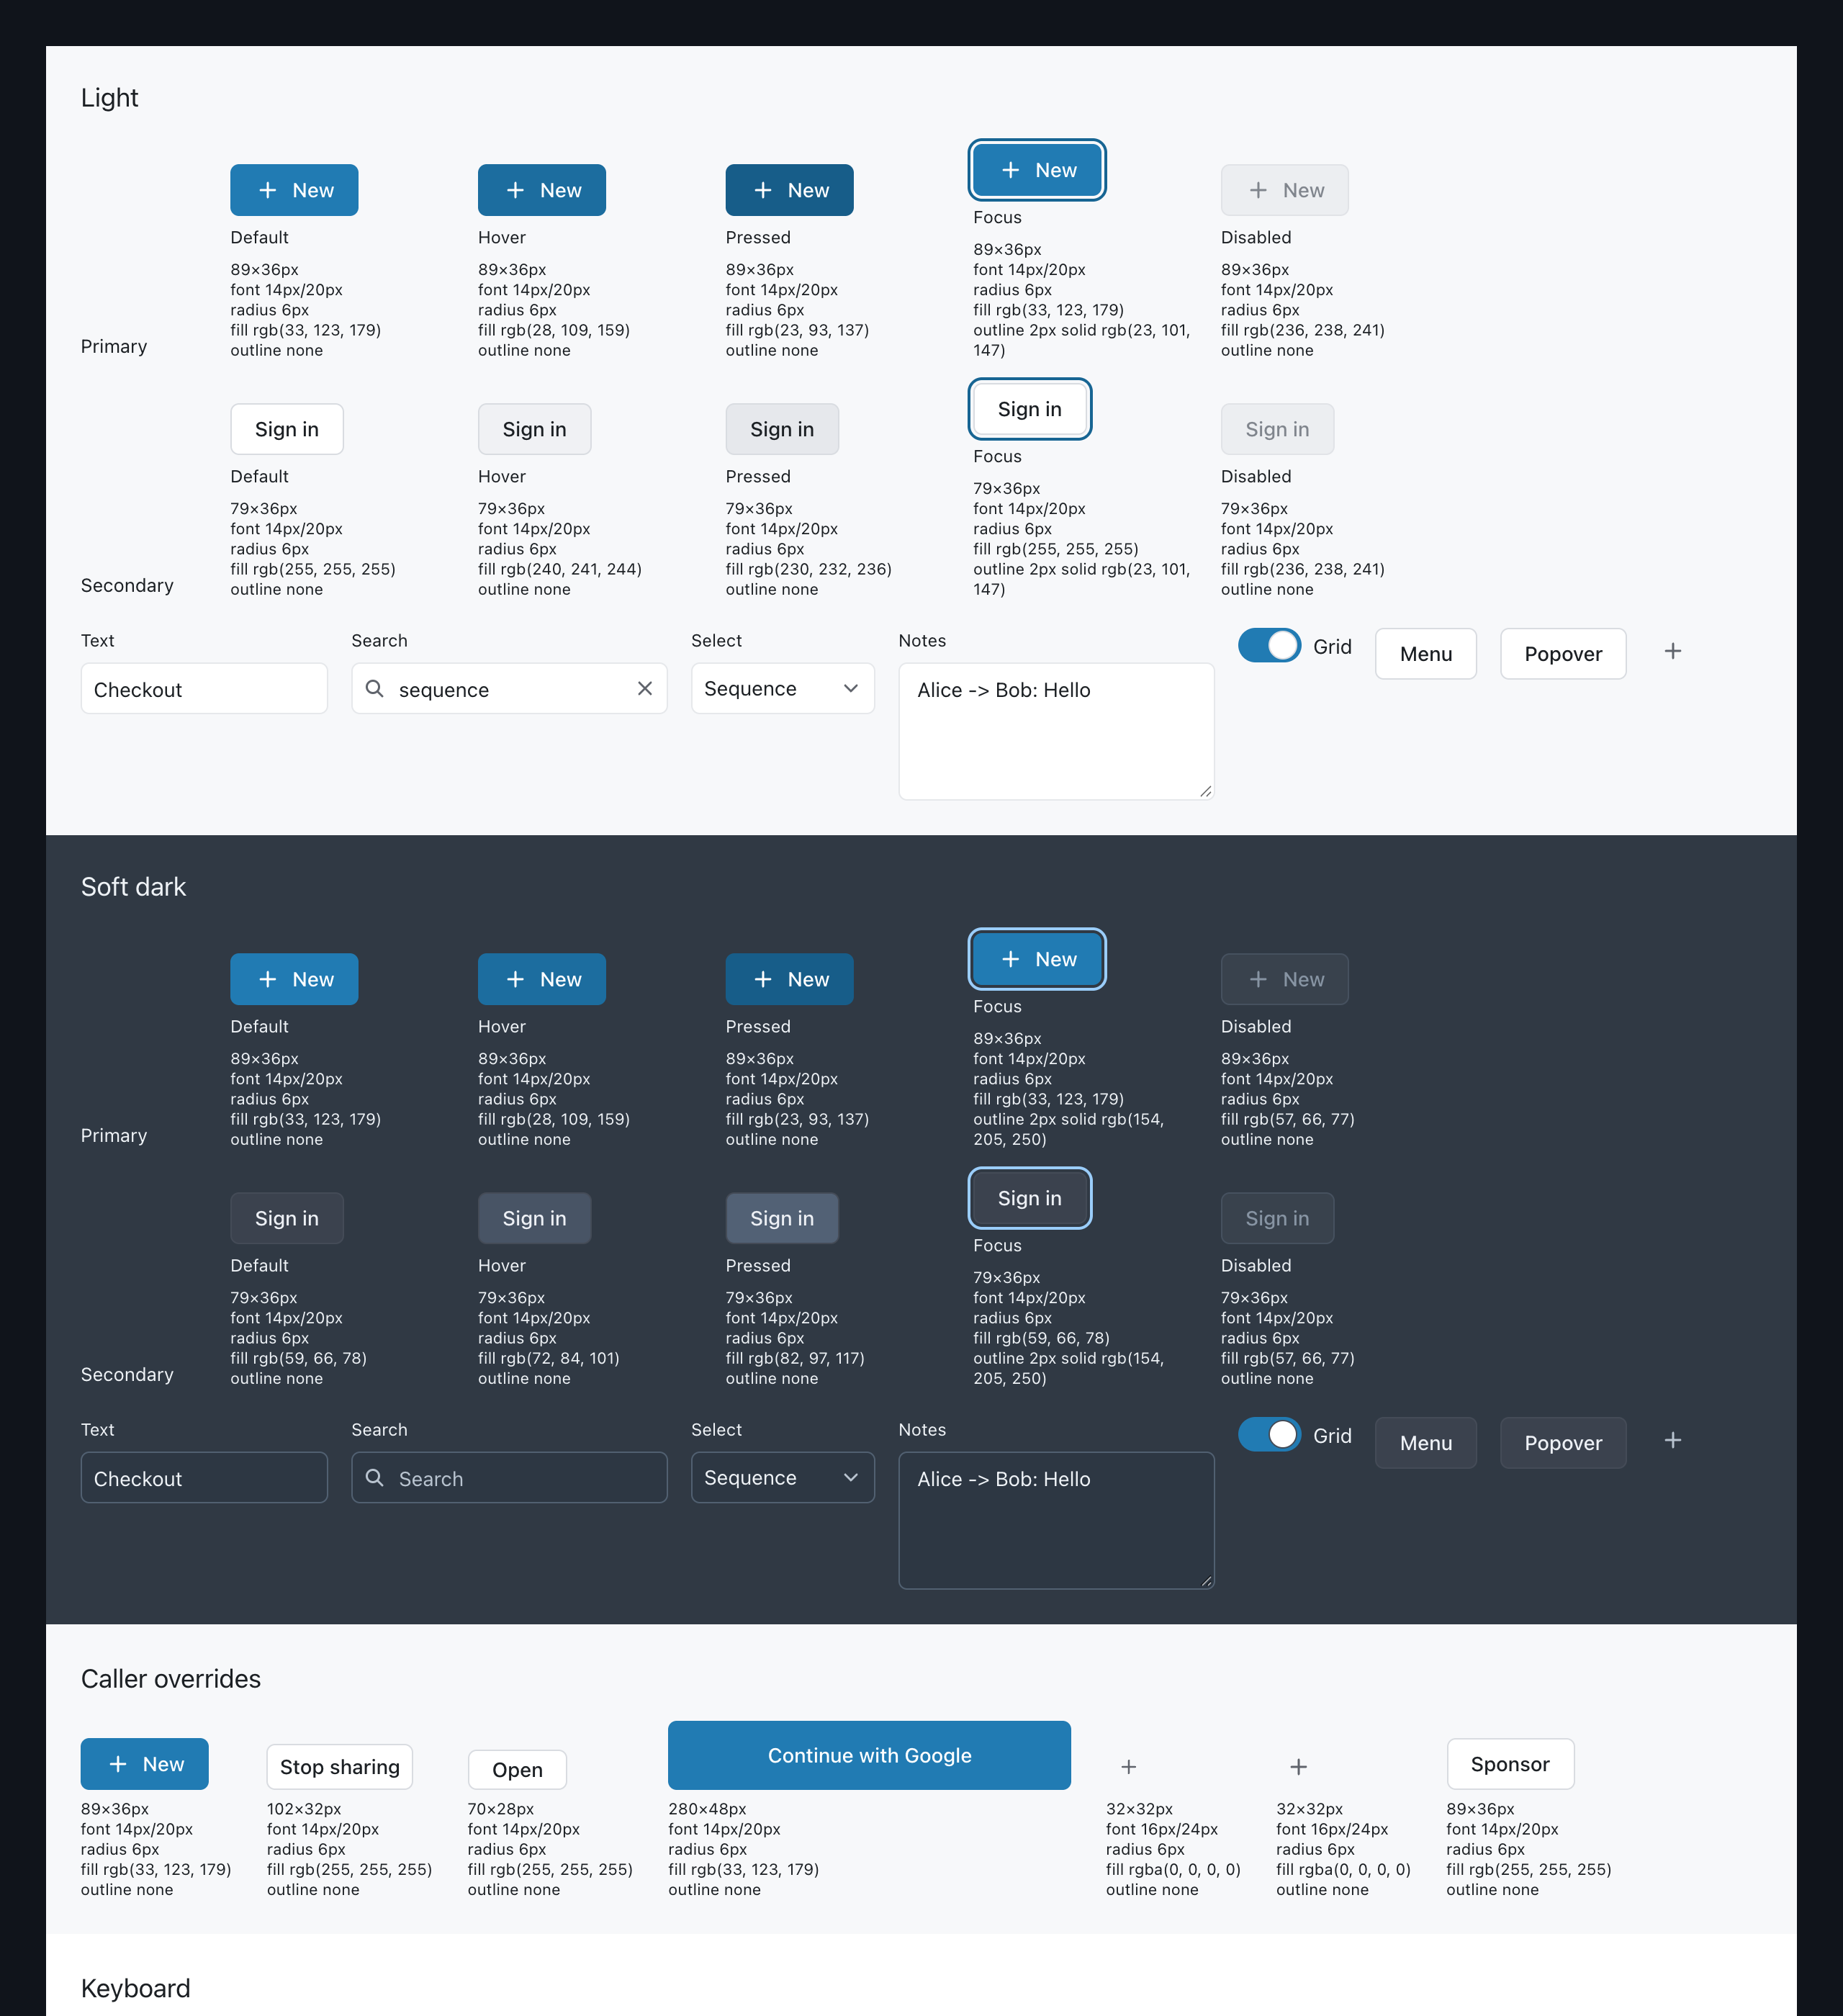 Light
Primary
New
Default
89×36px
font 14px/20px
radius 6px
fill rgb(33, 123, 179)
outline none
New
Hover
89×36px
font 14px/20px
radius 6px
fill rgb(28, 109, 159)
outline none
New
Pressed
89×36px
font 14px/20px
radius 6px
fill rgb(23, 93, 137)
outline none
New
Focus
89×36px
font 14px/20px
radius 6px
fill rgb(33, 123, 179)
outline 2px solid rgb(23, 101,
147)
New
Disabled
89×36px
font 14px/20px
radius 6px
fill rgb(236, 238, 241)
outline none
Secondary
Sign in
Default
79×36px
font 14px/20px
radius 6px
fill rgb(255, 255, 255)
outline none
Sign in
Hover
79×36px
font 14px/20px
radius 6px
fill rgb(240, 241, 244)
outline none
Sign in
Pressed
79×36px
font 14px/20px
radius 6px
fill rgb(230, 232, 236)
outline none
Sign in
Focus
79×36px
font 14px/20px
radius 6px
fill rgb(255, 255, 255)
outline 2px solid rgb(23, 101,
147)
Sign in
Disabled
79×36px
font 14px/20px
radius 6px
fill rgb(236, 238, 241)
outline none
Text
Checkout
Search
sequence
Select
Sequence
Notes
Alice -> Bob: Hello
Grid
Menu
Popover
Soft dark
Primary
New
Default
89×36px
font 14px/20px
radius 6px
fill rgb(33, 123, 179)
outline none
New
Hover
89×36px
font 14px/20px
radius 6px
fill rgb(28, 109, 159)
outline none
New
Pressed
89×36px
font 14px/20px
radius 6px
fill rgb(23, 93, 137)
outline none
New
Focus
89×36px
font 14px/20px
radius 6px
fill rgb(33, 123, 179)
outline 2px solid rgb(154,
205, 250)
New
Disabled
89×36px
font 14px/20px
radius 6px
fill rgb(57, 66, 77)
outline none
Secondary
Sign in
Default
79×36px
font 14px/20px
radius 6px
fill rgb(59, 66, 78)
outline none
Sign in
Hover
79×36px
font 14px/20px
radius 6px
fill rgb(72, 84, 101)
outline none
Sign in
Pressed
79×36px
font 14px/20px
radius 6px
fill rgb(82, 97, 117)
outline none
Sign in
Focus
79×36px
font 14px/20px
radius 6px
fill rgb(59, 66, 78)
outline 2px solid rgb(154,
205, 250)
Sign in
Disabled
79×36px
font 14px/20px
radius 6px
fill rgb(57, 66, 77)
outline none
Text
Checkout
Search
Search
Select
Sequence
Notes
Alice -> Bob: Hello
Grid
Menu
Popover
Caller overrides
New
89×36px
font 14px/20px
radius 6px
fill rgb(33, 123, 179)
outline none
Stop sharing
102×32px
font 14px/20px
radius 6px
fill rgb(255, 255, 255)
outline none
Open
70×28px
font 14px/20px
radius 6px
fill rgb(255, 255, 255)
outline none
Continue with Google
280×48px
font 14px/20px
radius 6px
fill rgb(33, 123, 179)
outline none
32×32px
font 16px/24px
radius 6px
fill rgba(0, 0, 0, 0)
outline none
32×32px
font 16px/24px
radius 6px
fill rgba(0, 0, 0, 0)
outline none
Sponsor
89×36px
font 14px/20px
radius 6px
fill rgb(255, 255, 255)
outline none
Keyboard